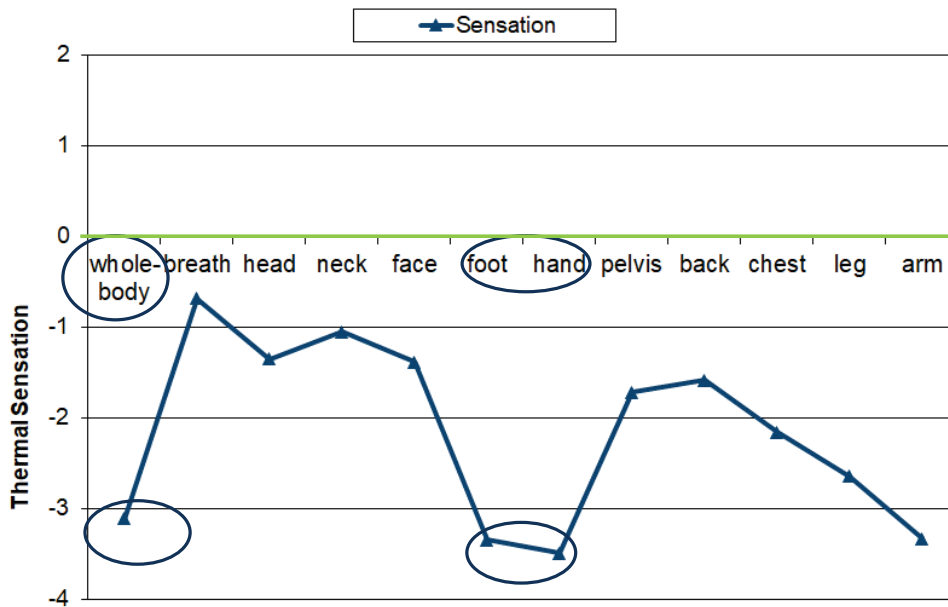 Sensation
2
1
0
whole-body breath head neck face foot hand pelvis back chest leg arm
-1
-2
-3
-4
Thermal Sensation